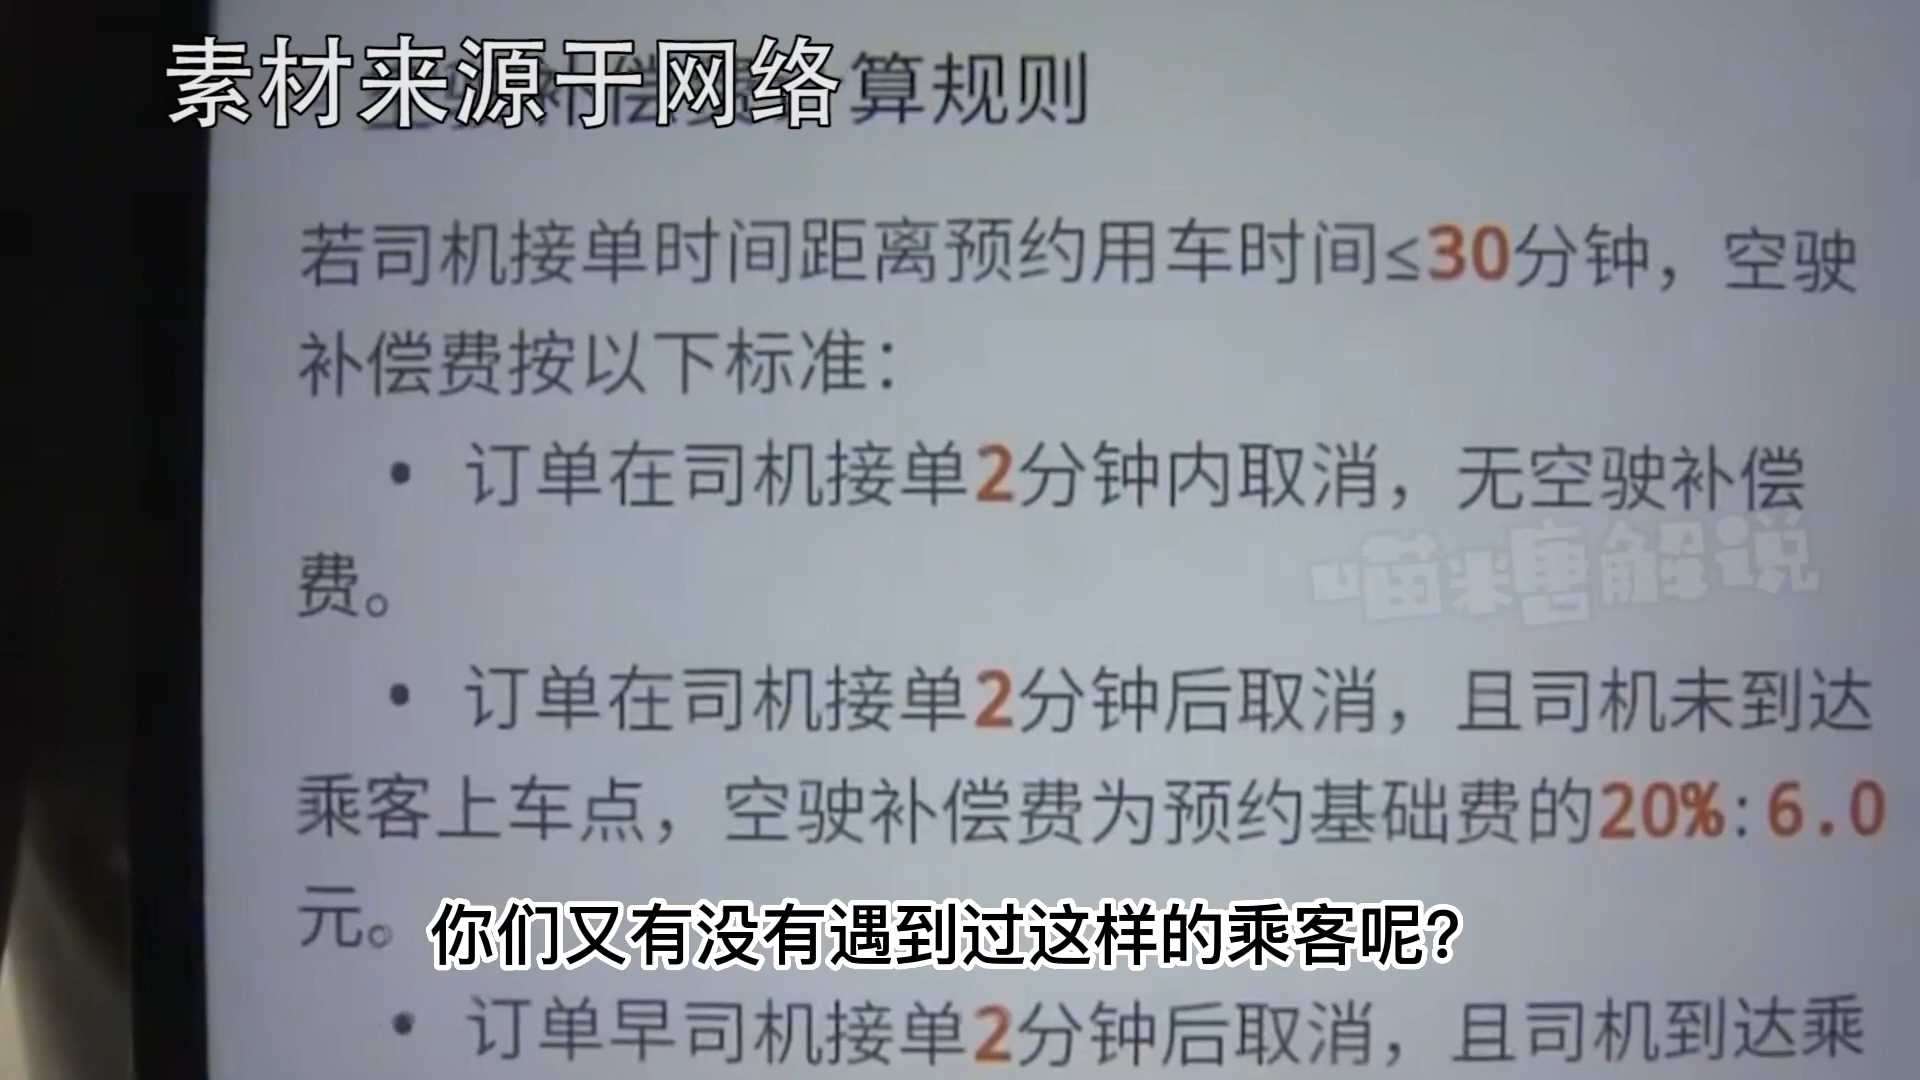 素材来源于网络
算规则
若司机接单时间距离预约用车时间≤30分钟，空驶
补偿费按以下标准：
• 订单在司机接单2分钟内取消，无空驶补偿
费。
喵糖解说
• 订单在司机接单2分钟后取消，且司机未到达
乘客上车点，空驶补偿费为预约基础费的20%:6.0
元。
你们又有没有遇到过这样的乘客呢?
• 订单早司机接单2分钟后取消，且司机到达乘